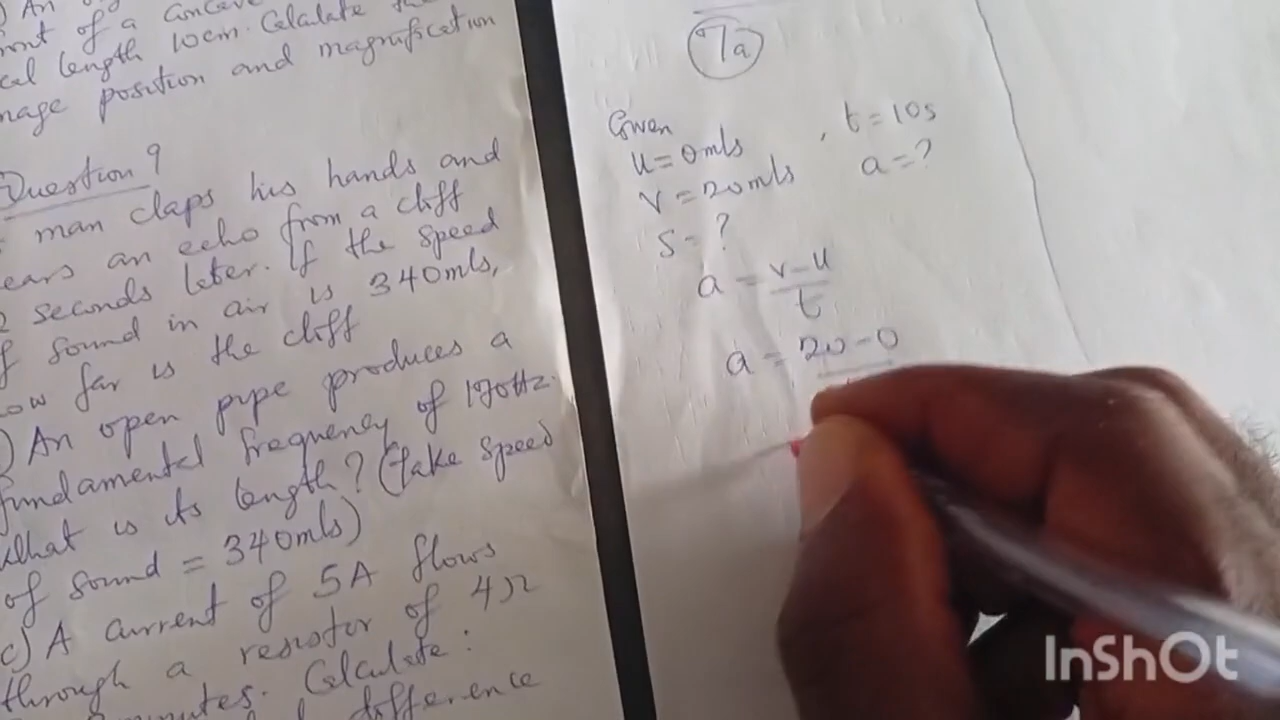 An
ont of a concave
cal length 10cm. Calculate the
mage position and magnification
Question 9
man claps his hands and
ears an echo from a cliff
2 seconds later. If the speed
f sound in air is 340m/s,
ow far is the cliff
) An open pipe produces a
fundamental frequency of 170Hz.
What is its length? (take speed
of sound = 340m/s)
c) A current of 5A flows
through a resistor of 4Ω
minutes. Calculate:
difference
7a
Given
u = 0m/s , t = 10s
v = 20m/s a = ?
S = ?
a = v-u
t
a = 20-0
InShOt